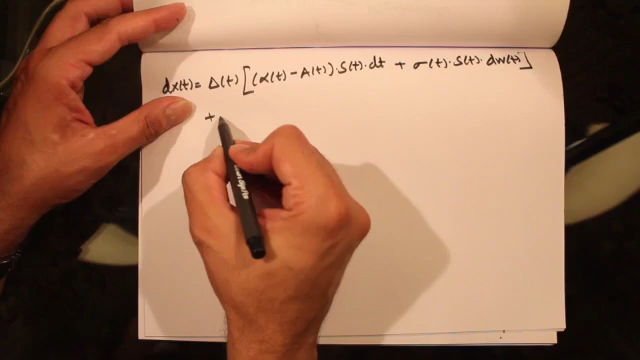 dX(t) = Δ(t) [(α(t) - A(t)) · S(t) · dt + σ(t) · S(t) · dW(t)]
+